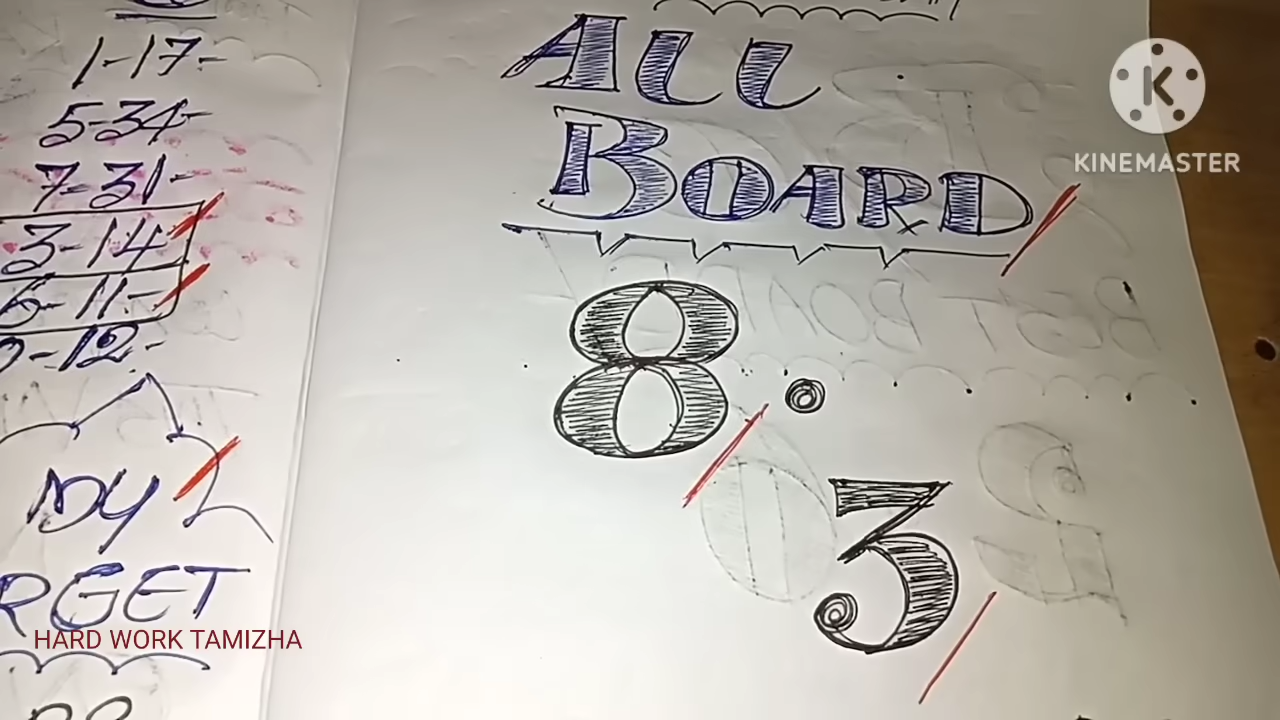 1-17-
5-34-
7-31-
3-14
6-11-
-12-
MY
RGET
HARD WORK TAMIZHA
ALL
BOARD
8.
3
KINEMASTER